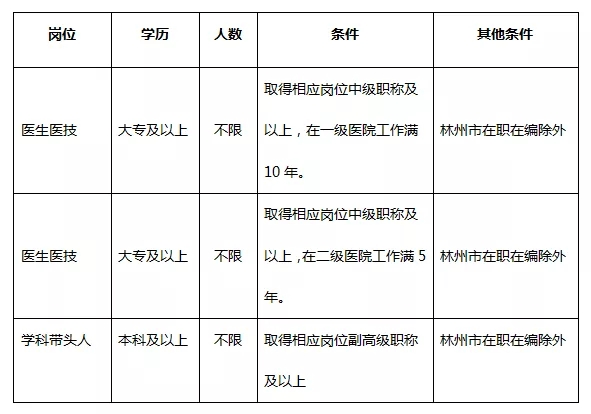 岗位 学历 人数 条件 其他条件
取得相应岗位中级职称及
医生医技 大专及以上 不限 以上，在一级医院工作满 林州市在职在编除外
10 年。
取得相应岗位中级职称及
医生医技 大专及以上 不限 以上,在二级医院工作满 5 林州市在职在编除外
年。
学科带头人 本科及以上 不限 取得相应岗位副高级职称 林州市在职在编除外
及以上